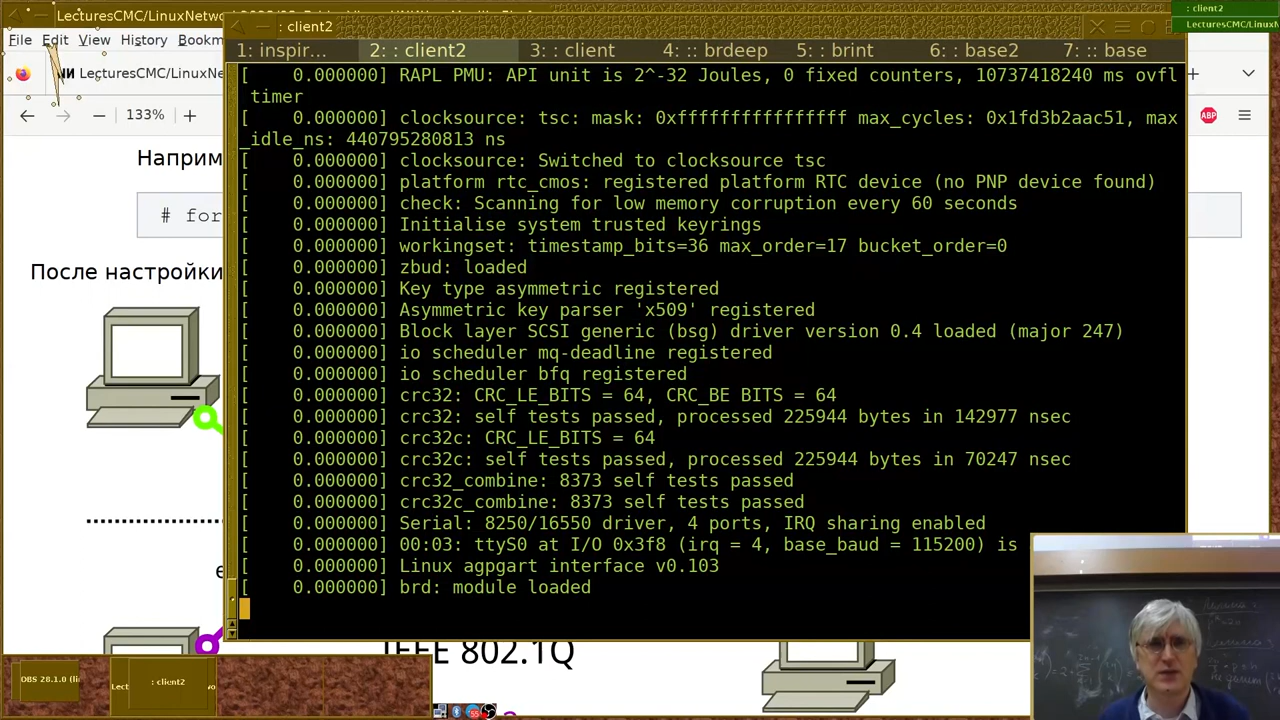 LecturesCMC/LinuxNetwo
: client2
: client2
LecturesCMC/LinuxN
File Edit View History Bookm
1: inspir... 2: : client2 3: : client 4: :: brdeep 5: : brint 6: : base2 7: :: base
LecturesCMC/LinuxNe
133%
ABP
Наприм
# for
После настройки
[ 0.000000] RAPL PMU: API unit is 2^-32 Joules, 0 fixed counters, 10737418240 ms ovfl
timer
[ 0.000000] clocksource: tsc: mask: 0xffffffffffffffff max_cycles: 0x1fd3b2aac51, max
_idle_ns: 440795280813 ns
[ 0.000000] clocksource: Switched to clocksource tsc
[ 0.000000] platform rtc_cmos: registered platform RTC device (no PNP device found)
[ 0.000000] check: Scanning for low memory corruption every 60 seconds
[ 0.000000] Initialise system trusted keyrings
[ 0.000000] workingset: timestamp_bits=36 max_order=17 bucket_order=0
[ 0.000000] zbud: loaded
[ 0.000000] Key type asymmetric registered
[ 0.000000] Asymmetric key parser 'x509' registered
[ 0.000000] Block layer SCSI generic (bsg) driver version 0.4 loaded (major 247)
[ 0.000000] io scheduler mq-deadline registered
[ 0.000000] io scheduler bfq registered
[ 0.000000] crc32: CRC_LE_BITS = 64, CRC_BE BITS = 64
[ 0.000000] crc32: self tests passed, processed 225944 bytes in 142977 nsec
[ 0.000000] crc32c: CRC_LE_BITS = 64
[ 0.000000] crc32c: self tests passed, processed 225944 bytes in 70247 nsec
[ 0.000000] crc32_combine: 8373 self tests passed
[ 0.000000] crc32c_combine: 8373 self tests passed
[ 0.000000] Serial: 8250/16550 driver, 4 ports, IRQ sharing enabled
[ 0.000000] 00:03: ttyS0 at I/O 0x3f8 (irq = 4, base_baud = 115200) is
[ 0.000000] Linux agpgart interface v0.103
[ 0.000000] brd: module loaded
IEEE 802.1Q
OBS 28.1.0 (li
Lect
: client2